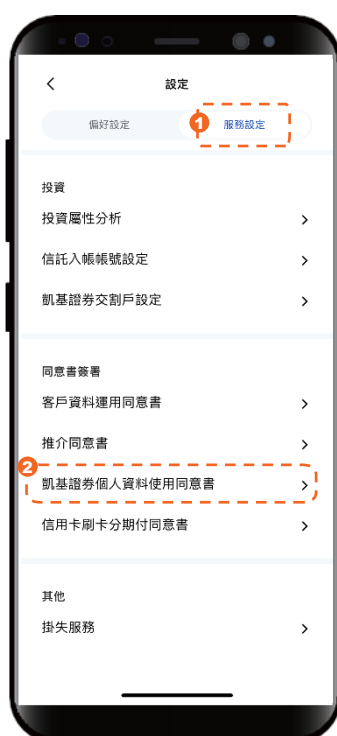 設定
偏好設定
1 服務設定
投資
投資屬性分析
信託入帳帳號設定
凱基證券交割戶設定
同意書簽署
客戶資料運用同意書
推介同意書
2
凱基證券個人資料使用同意書
信用卡刷卡分期付同意書
其他
掛失服務